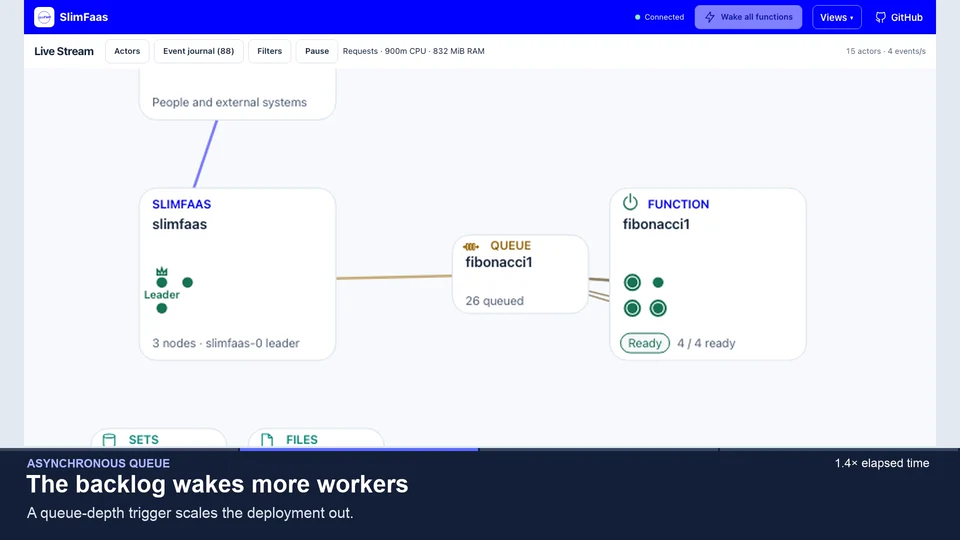 SlimFaas
Connected
Wake all functions
Views
GitHub
Live Stream
Actors
Event journal (88)
Filters
Pause
Requests · 900m CPU · 832 MiB RAM
15 actors · 4 events/s
People and external systems
SLIMFAAS
slimfaas
Leader
3 nodes · slimfaas-0 leader
QUEUE
fibonacci1
26 queued
FUNCTION
fibonacci1
Ready
4 / 4 ready
SETS
FILES
ASYNCHRONOUS QUEUE
1.4× elapsed time
The backlog wakes more workers
A queue-depth trigger scales the deployment out.